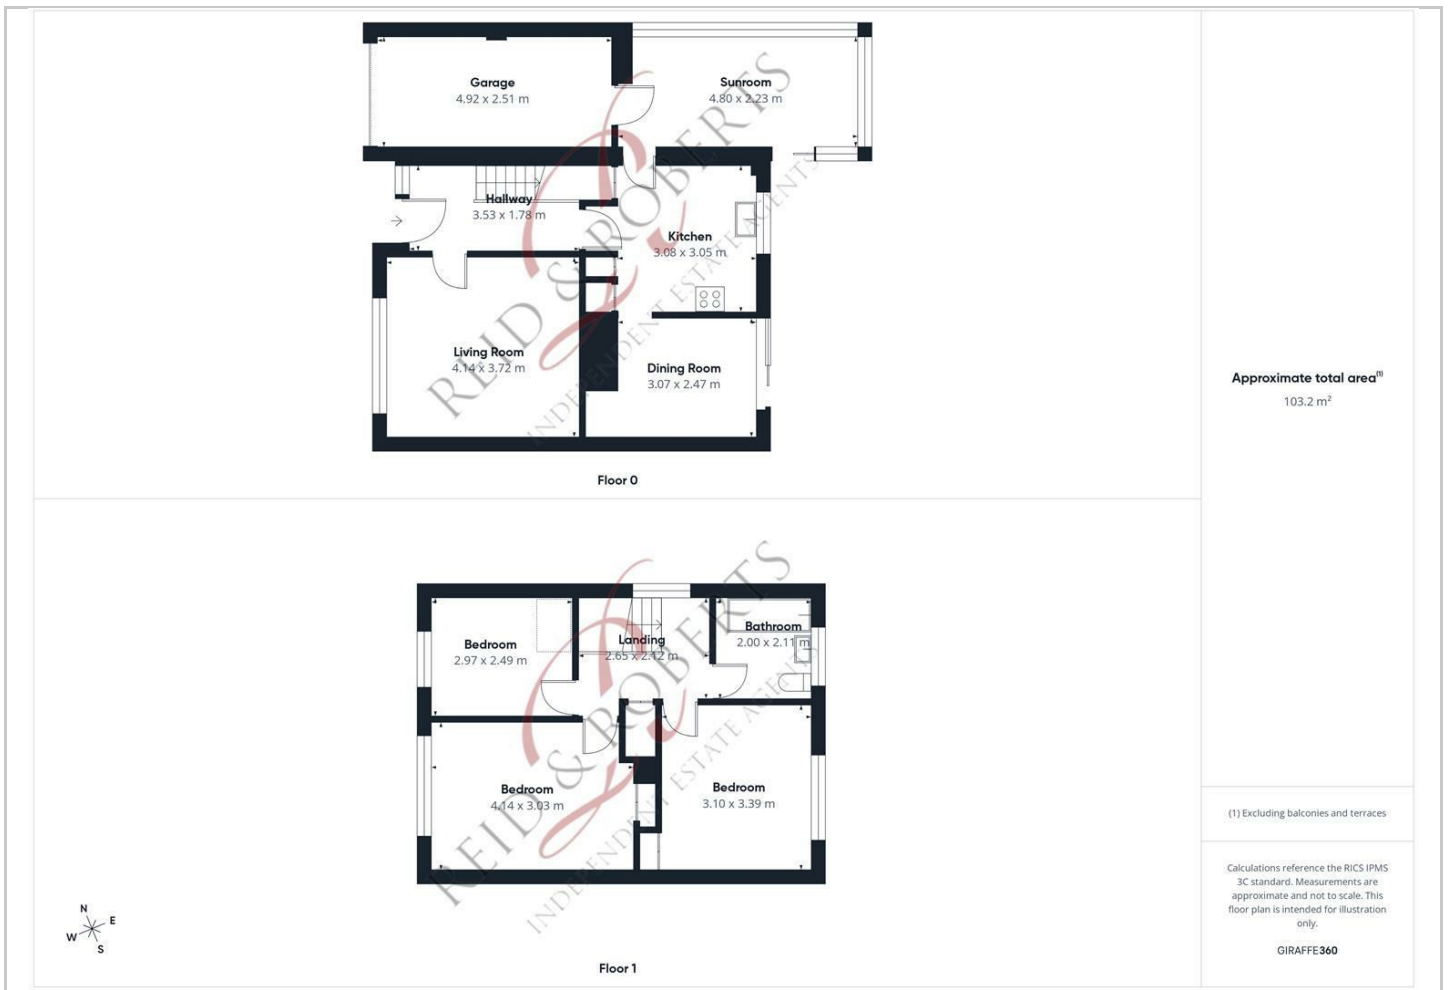 Garage
4.92 x 2.51 m
Sunroom
4.80 x 2.23 m
Hallway
3.53 x 1.78 m
Kitchen
3.08 x 3.05 m
Living Room
4.14 x 3.72 m
Dining Room
3.07 x 2.47 m
REID & ROBERTS
INDEPENDENT ESTATE AGENTS
Floor 0
Approximate total area(1)
103.2 m²
Bedroom
2.97 x 2.49 m
Landing
2.65 x 2.12 m
Bathroom
2.00 x 2.11 m
Bedroom
4.14 x 3.03 m
Bedroom
3.10 x 3.39 m
REID & ROBERTS
INDEPENDENT ESTATE AGENTS
N
E
W
S
Floor 1
(1) Excluding balconies and terraces
Calculations reference the RICS IPMS
3C standard. Measurements are
approximate and not to scale. This
floor plan is intended for illustration
only.
GIRAFFE360